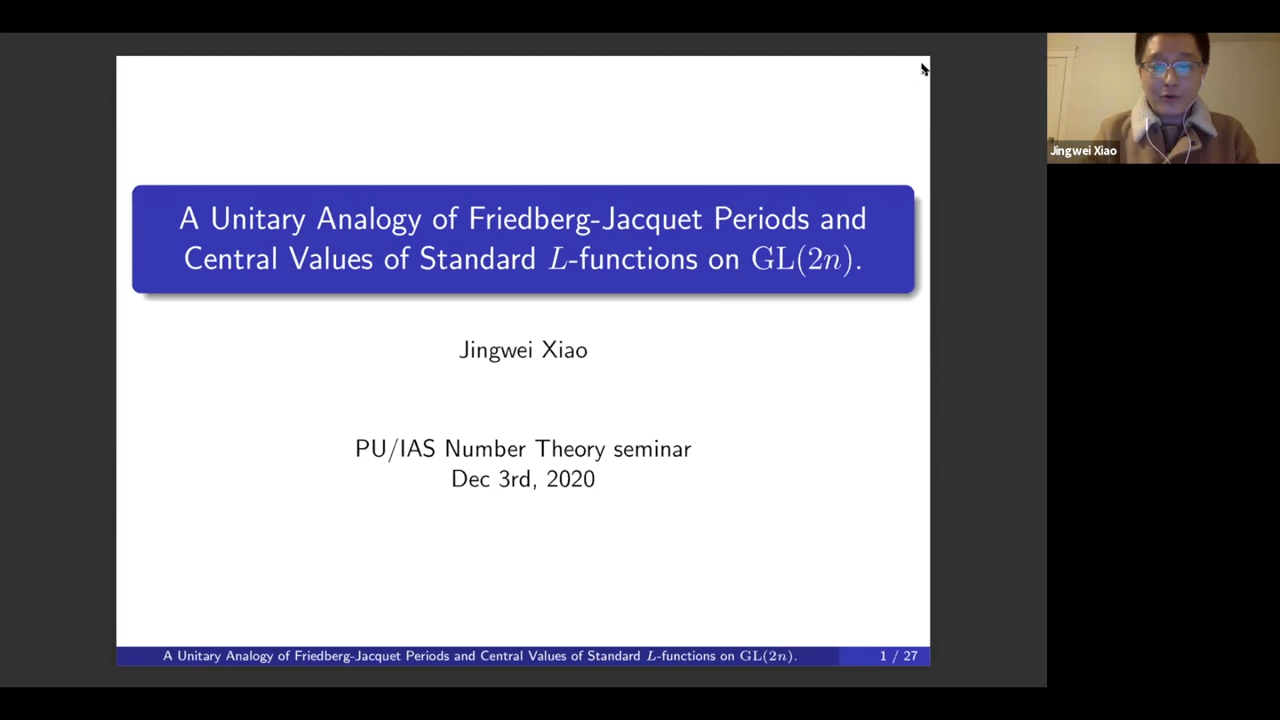 A Unitary Analogy of Friedberg-Jacquet Periods and
Central Values of Standard L-functions on GL(2n).
Jingwei Xiao
PU/IAS Number Theory seminar
Dec 3rd, 2020
A Unitary Analogy of Friedberg-Jacquet Periods and Central Values of Standard L-functions on GL(2n).
1 / 27
Jingwei Xiao